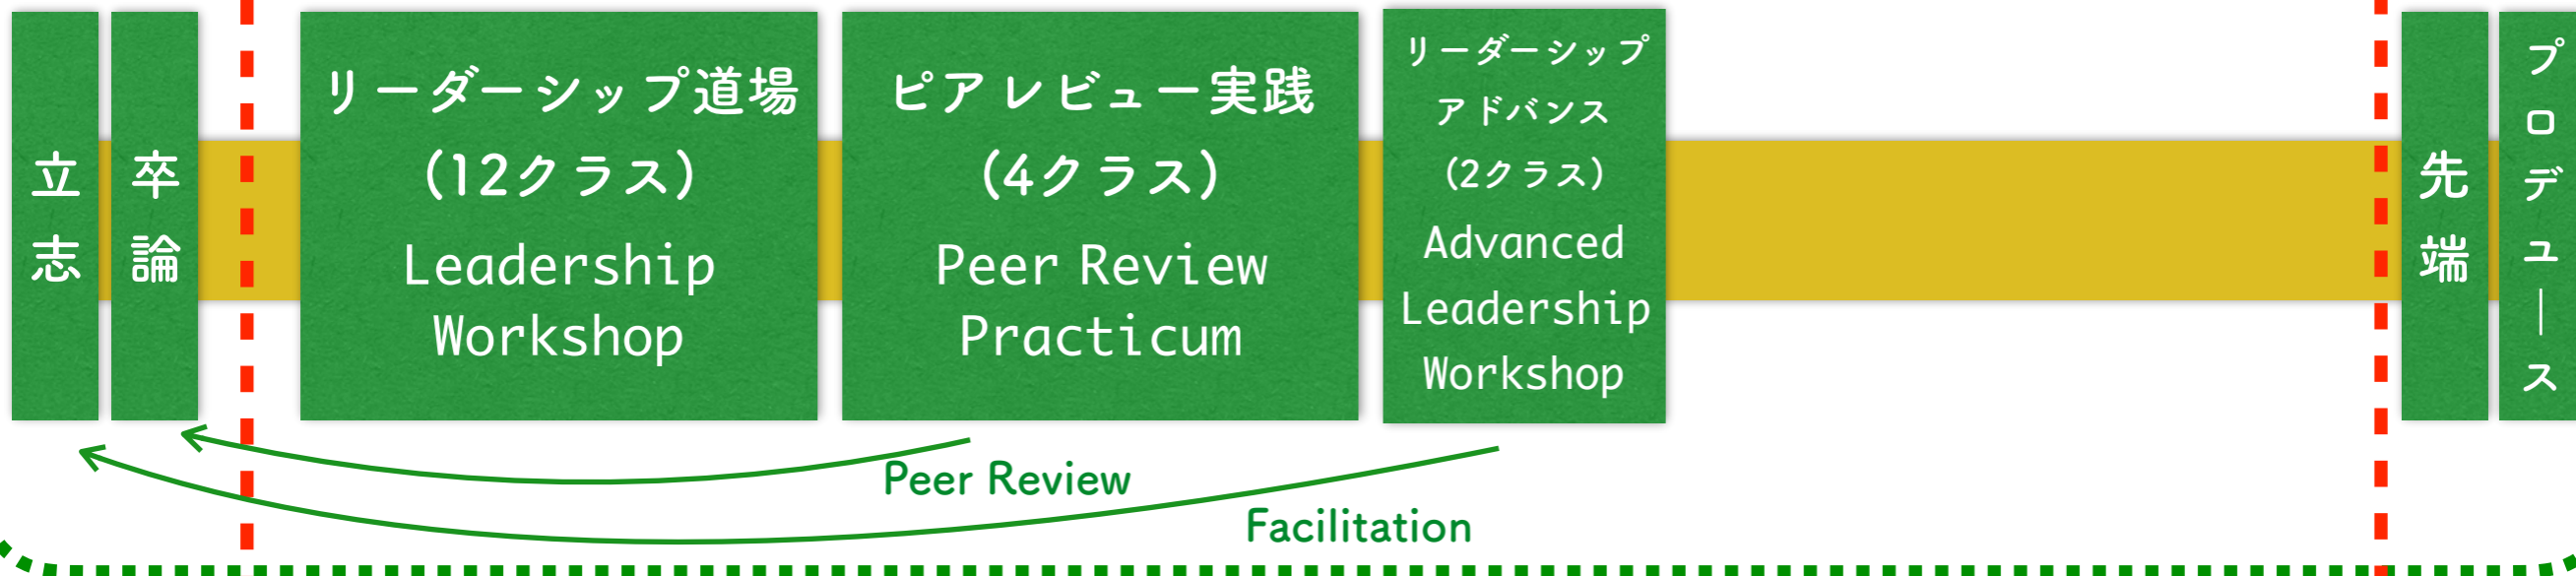 立志
卒論
リーダーシップ道場
(12クラス)
Leadership
Workshop
ピアレビュー実践
(4クラス)
Peer Review
Practicum
リーダーシップ
アドバンス
(2クラス)
Advanced
Leadership
Workshop
先端
プロデュース
Peer Review
Facilitation